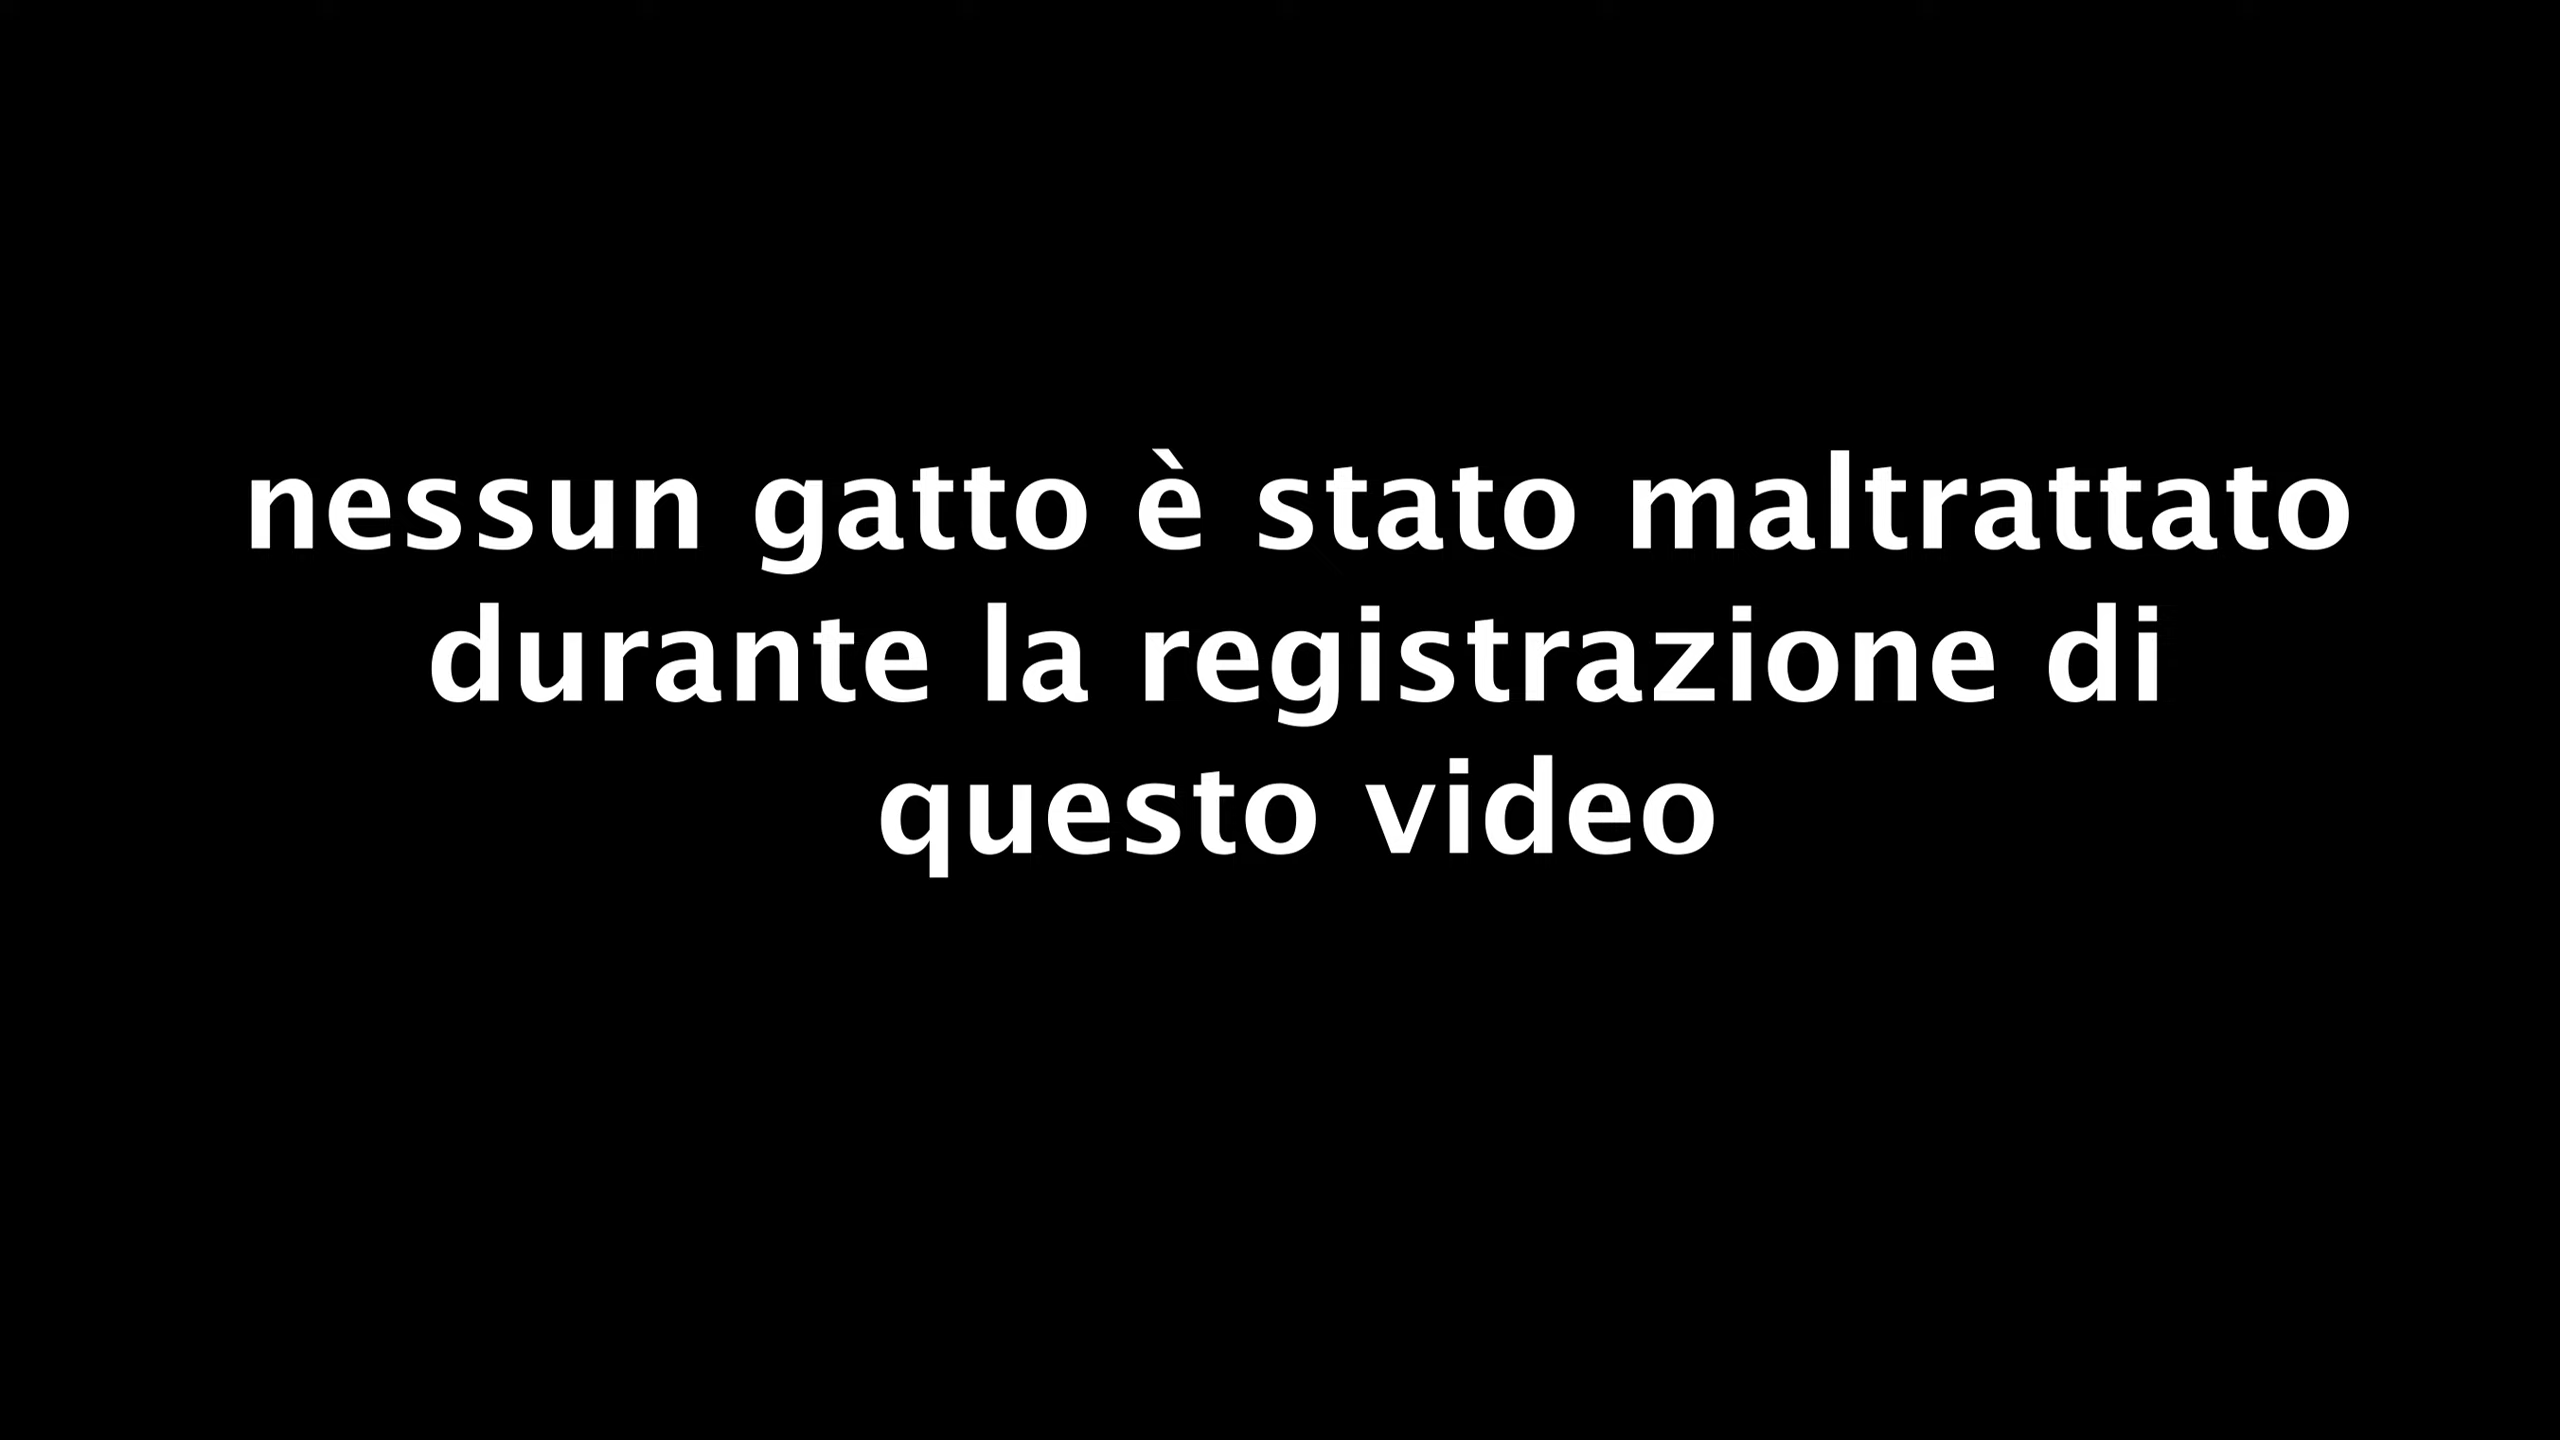 nessun gatto è stato maltrattato
durante la registrazione di
questo video